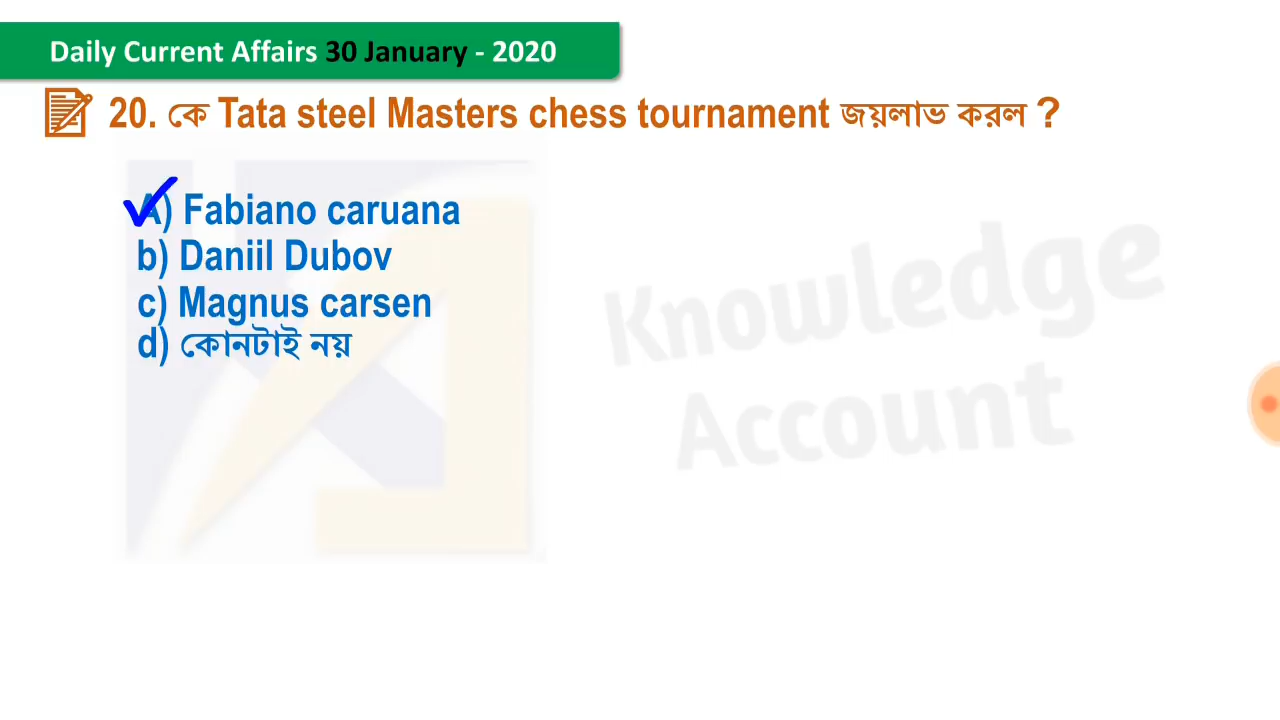 Daily Current Affairs 30 January - 2020
20. কে Tata steel Masters chess tournament জয়লাভ করল ?
A) Fabiano caruana
b) Daniil Dubov
c) Magnus carsen
d) কোনটাই নয়
Knowledge
Account